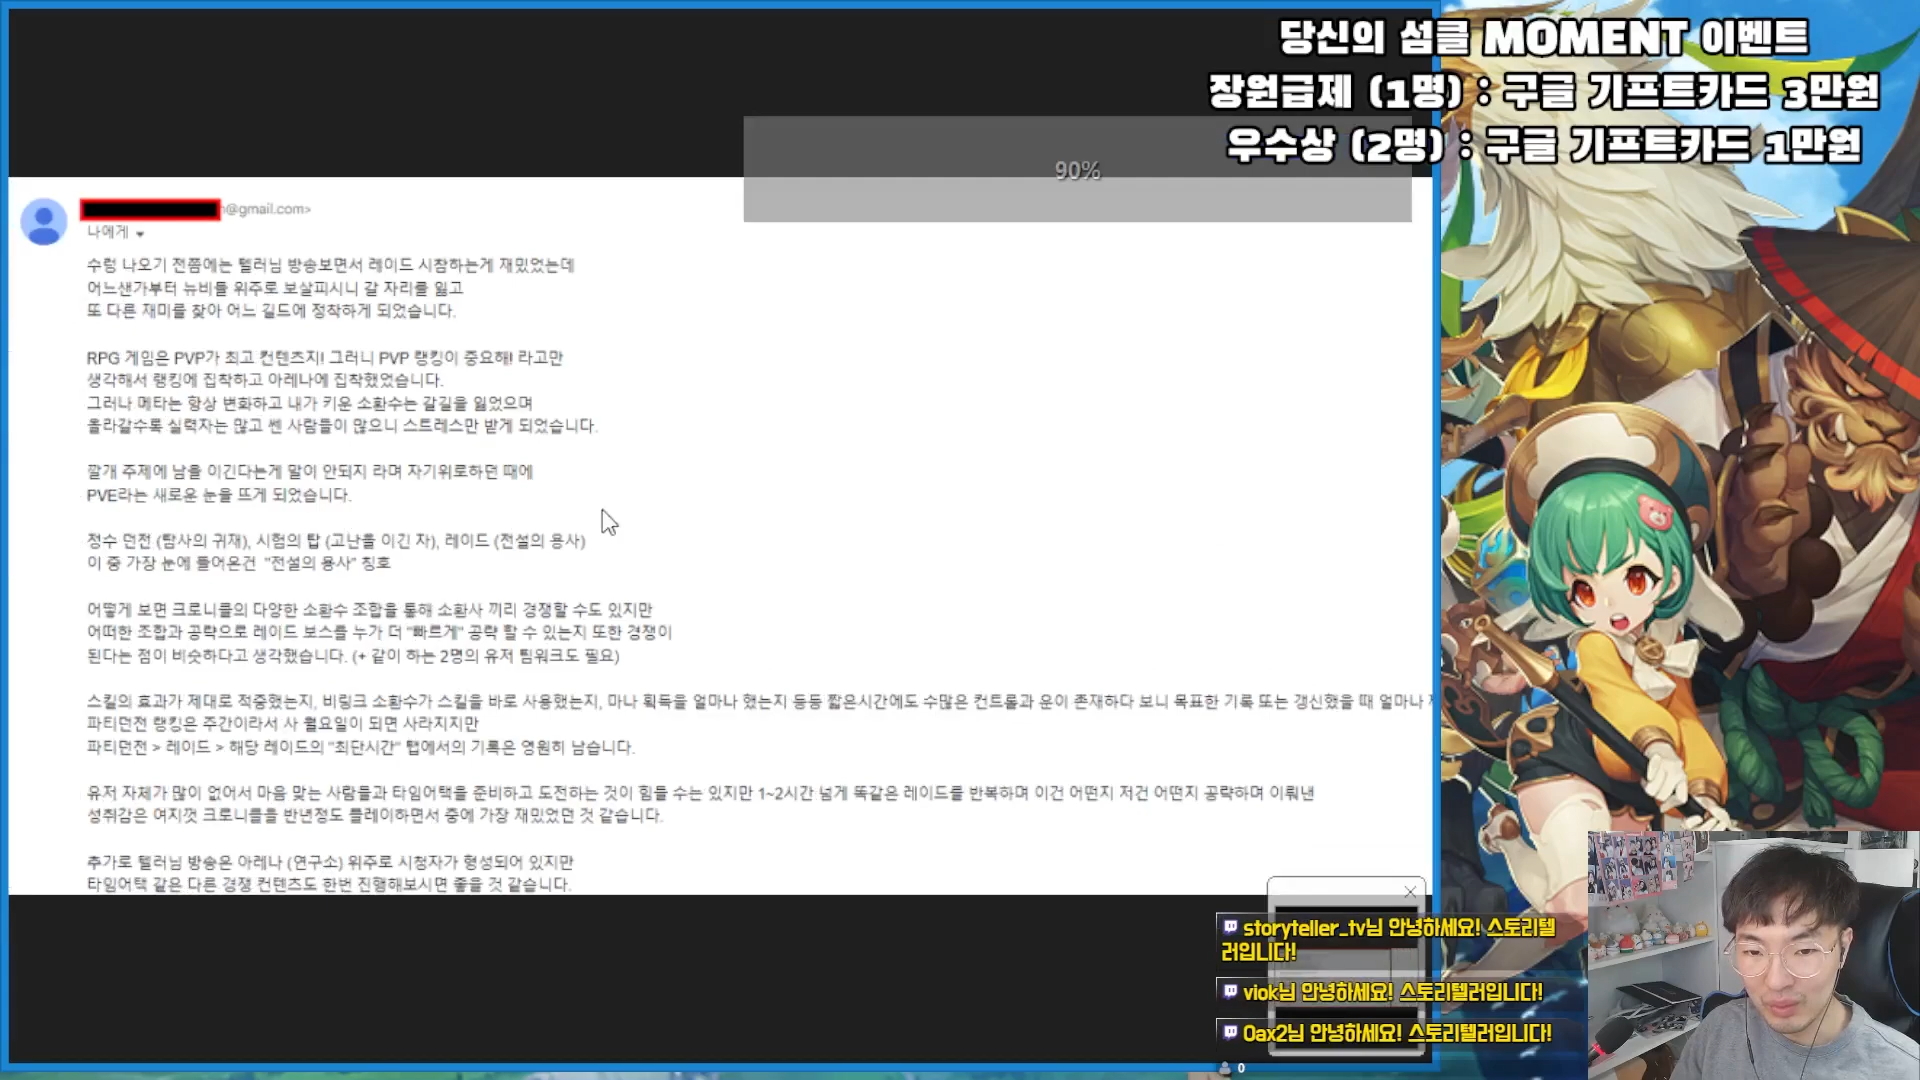 당신의 섬클 MOMENT 이벤트
장원급제 (1명) : 구글 기프트카드 3만원
우수상 (2명) : 구글 기프트카드 1만원
90%
@gmail.com>
나에게
수렁 나오기 전쯤에는 텔러님 방송보면서 레이드 시참하는게 재밌었는데
어느샌가부터 뉴비들 위주로 보살피시니 갈 자리를 잃고
또 다른 재미를 찾아 어느 길드에 정착하게 되었습니다.
RPG 게임은 PVP가 최고 컨텐츠지! 그러니 PVP 랭킹이 중요해! 라고만
생각해서 랭킹에 집착하고 아레나에 집착했었습니다.
그러나 메타는 항상 변화하고 내가 키운 소환수는 갈길을 잃었으며
올라갈수록 실력자는 많고 쎈 사람들이 많으니 스트레스만 받게 되었습니다.
깔개 주제에 남을 이긴다는게 말이 안되지 라며 자기위로하던 때에
PVE라는 새로운 눈을 뜨게 되었습니다.
정수 던전 (탐사의 귀재), 시험의 탑 (고난을 이긴 자), 레이드 (전설의 용사)
이 중 가장 눈에 들어온건 "전설의 용사" 칭호
어떻게 보면 크로니클의 다양한 소환수 조합을 통해 소환사 끼리 경쟁할 수도 있지만
어떠한 조합과 공략으로 레이드 보스를 누가 더 "빠르게" 공략 할 수 있는지 또한 경쟁이
된다는 점이 비슷하다고 생각했습니다. (+ 같이 하는 2명의 유저 팀워크도 필요)
스킬의 효과가 제대로 적중했는지, 비링크 소환수가 스킬을 바로 사용했는지, 마나 획득을 얼마나 했는지 등등 짧은시간에도 수많은 컨트롤과 운이 존재하다 보니 목표한 기록 또는 갱신했을 때 얼마나
파티던전 랭킹은 주간이라서 사 월요일이 되면 사라지지만
파티던전 > 레이드 > 해당 레이드의 "최단시간" 탭에서의 기록은 영원히 남습니다.
유저 자체가 많이 없어서 마음 맞는 사람들과 타임어택을 준비하고 도전하는 것이 힘들 수는 있지만 1~2시간 넘게 똑같은 레이드를 반복하며 이건 어떤지 저건 어떤지 공략하며 이뤄낸
성취감은 여지껏 크로니클을 반년정도 플레이하면서 중에 가장 재밌었던 것 같습니다.
추가로 텔러님 방송은 아레나 (연구소) 위주로 시청자가 형성되어 있지만
타임어택 같은 다른 경쟁 컨텐츠도 한번 진행해보시면 좋을 것 같습니다.
storyteller_tv님 안녕하세요! 스토리텔
러입니다!
viok님 안녕하세요! 스토리텔러입니다!
Oax2님 안녕하세요! 스토리텔러입니다!
0